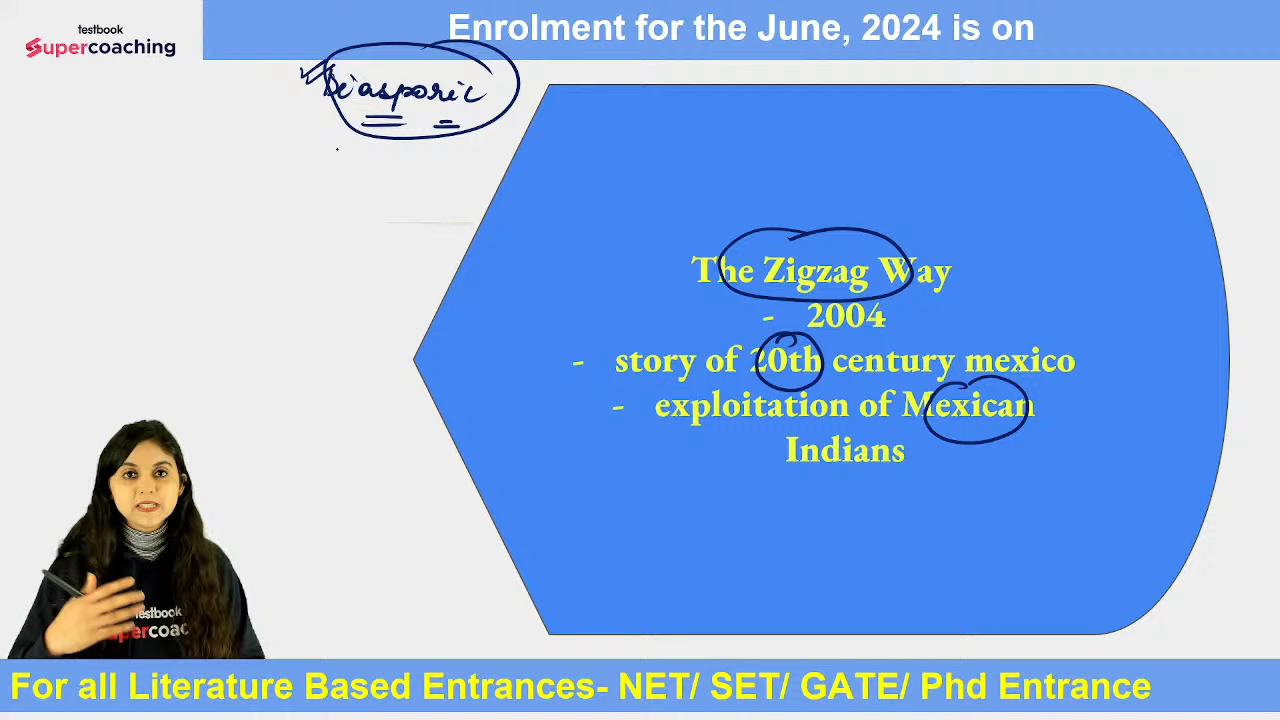 testbook
Supercoaching
Enrolment for the June, 2024 is on
Diasporic
The Zigzag Way
- 2004
- story of 20th century mexico
- exploitation of Mexican
Indians
testbook
Supercoac
For all Literature Based Entrances- NET/ SET/ GATE/ Phd Entrance